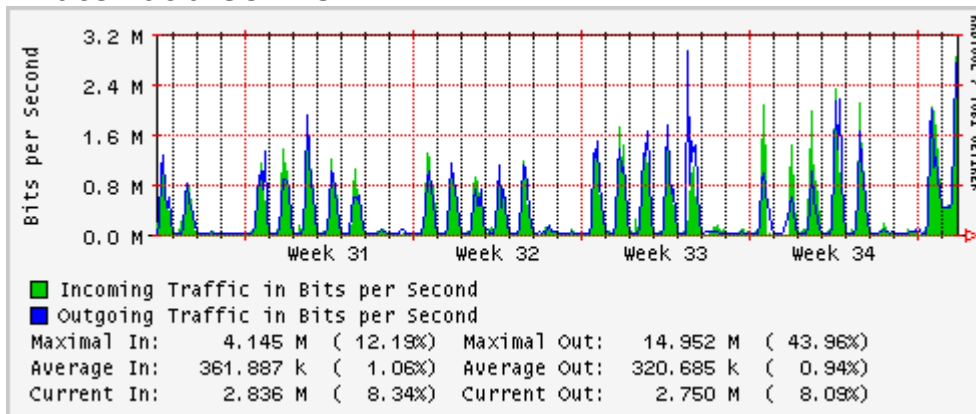 3.2 M
2.4 M
1.6 M
0.8 M
0.0 M
Bits per Second
Week 31 Week 32 Week 33 Week 34
Incoming Traffic in Bits per Second
Outgoing Traffic in Bits per Second
Maximal In: 4.145 M ( 12.19%) Maximal Out: 14.952 M ( 43.96%)
Average In: 361.887 k ( 1.06%) Average Out: 320.685 k ( 0.94%)
Current In: 2.836 M ( 8.34%) Current Out: 2.750 M ( 8.09%)